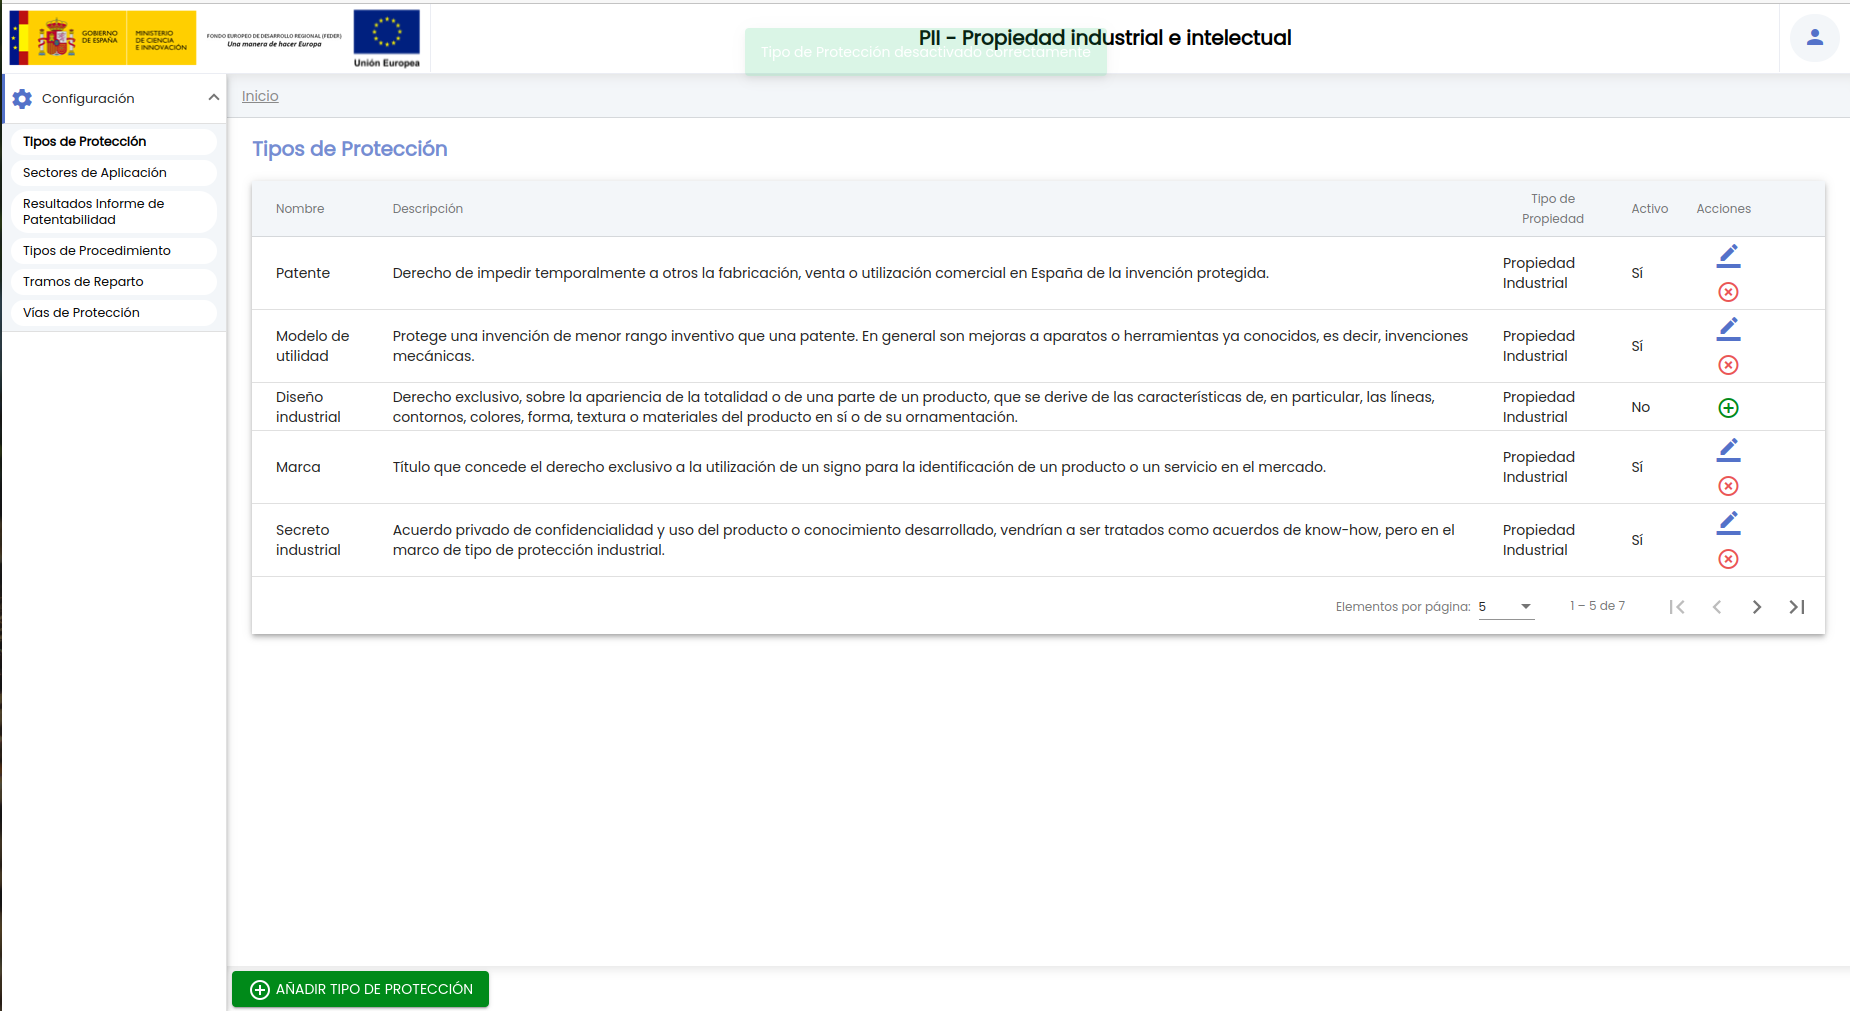 GOBIERNO
DE ESPAÑA
MINISTERIO
DE CIENCIA
E INNOVACIÓN
FONDO EUROPEO DE DESARROLLO REGIONAL (FEDER)
Una manera de hacer Europa
Unión Europea
PII - Propiedad industrial e intelectual
Tipo de Protección desactivado correctamente
Configuración
Inicio
Tipos de Protección
Sectores de Aplicación
Resultados Informe de
Patentabilidad
Tipos de Procedimiento
Tramos de Reparto
Vías de Protección
Tipos de Protección
Nombre
Descripción
Tipo de
Propiedad
Activo
Acciones
Patente
Derecho de impedir temporalmente a otros la fabricación, venta o utilización comercial en España de la invención protegida.
Propiedad
Industrial
Sí
Modelo de
utilidad
Protege una invención de menor rango inventivo que una patente. En general son mejoras a aparatos o herramientas ya conocidos, es decir, invenciones
mecánicas.
Propiedad
Industrial
Sí
Diseño
industrial
Derecho exclusivo, sobre la apariencia de la totalidad o de una parte de un producto, que se derive de las características de, en particular, las líneas,
contornos, colores, forma, textura o materiales del producto en sí o de su ornamentación.
Propiedad
Industrial
No
Marca
Título que concede el derecho exclusivo a la utilización de un signo para la identificación de un producto o un servicio en el mercado.
Propiedad
Industrial
Sí
Secreto
industrial
Acuerdo privado de confidencialidad y uso del producto o conocimiento desarrollado, vendrían a ser tratados como acuerdos de know-how, pero en el
marco de tipo de protección industrial.
Propiedad
Industrial
Sí
Elementos por página: 5
1 – 5 de 7
AÑADIR TIPO DE PROTECCIÓN